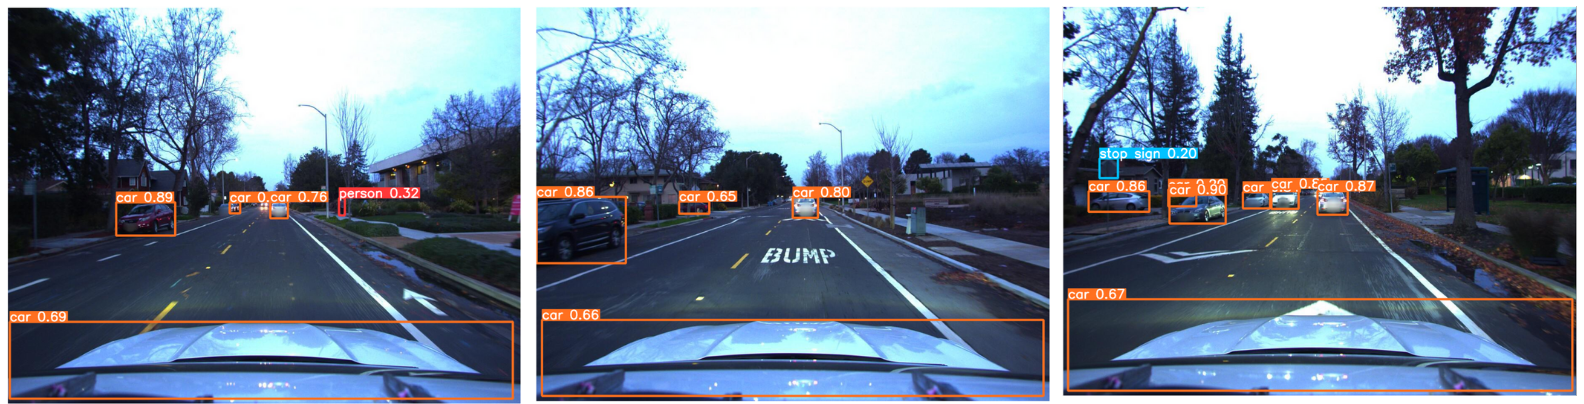 car 0.89
car 0.
car 0.76
person 0.32
car 0.69
car 0.86
car 0.65
car 0.80
BUMP
car 0.66
stop sign 0.20
car 0.86
car 0.90
car
car 0.8
car 0.87
car 0.67